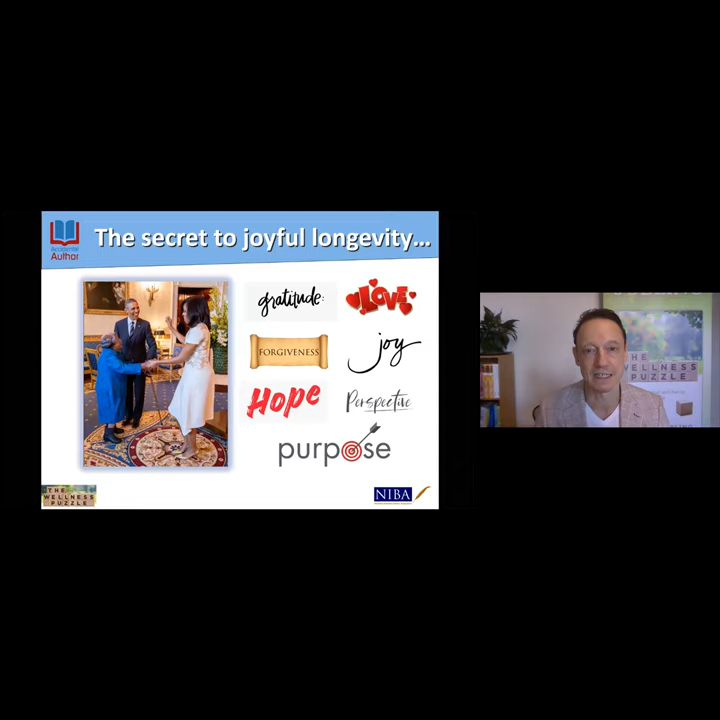 Accidental
Author
The secret to joyful longevity...
gratitude:
LOVE
FORGIVENESS
joy
Hope
Perspective
purpose
THE
WELLNESS
PUZZLE
NIBA
THE
WELLNESS
PUZZLE